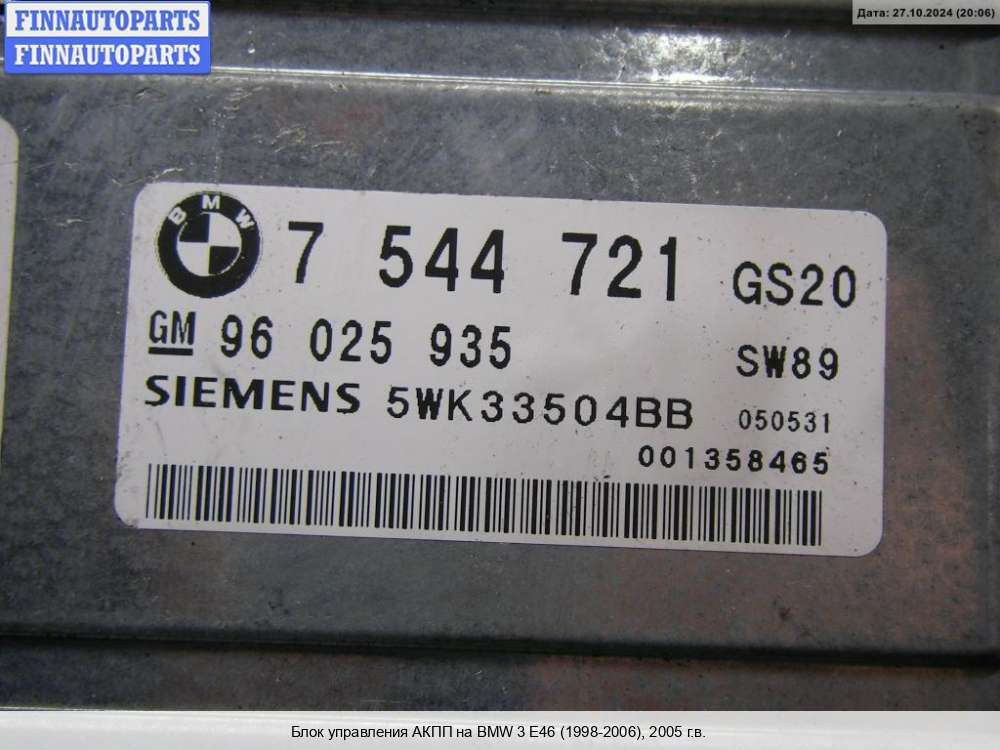 FINNAUTOPARTS
FINNAUTOPARTS
Дата: 27.10.2024 (20:06)
BMW 7 544 721 GS20
GM 96 025 935 SW89
SIEMENS 5WK33504BB 050531
001358465
Блок управления АКПП на BMW 3 E46 (1998-2006), 2005 г.в.